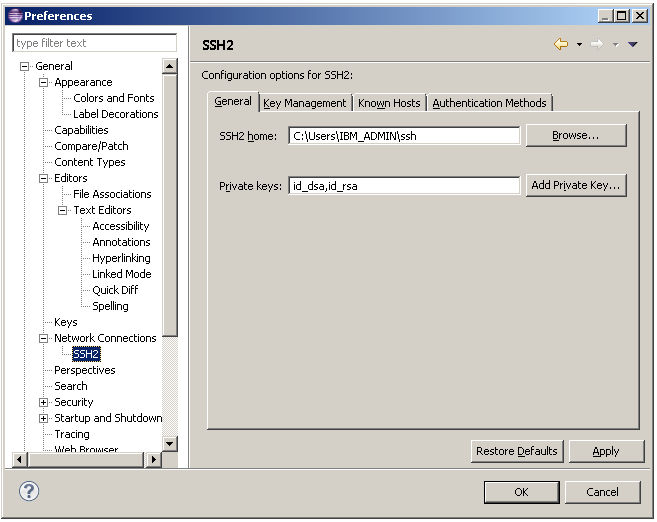 Preferences
type filter text
General
Appearance
Colors and Fonts
Label Decorations
Capabilities
Compare/Patch
Content Types
Editors
File Associations
Text Editors
Accessibility
Annotations
Hyperlinking
Linked Mode
Quick Diff
Spelling
Keys
Network Connections
SSH2
Perspectives
Search
Security
Startup and Shutdown
Tracing
Web Browser
SSH2
Configuration options for SSH2:
General Key Management Known Hosts Authentication Methods
SSH2 home: C:\Users\IBM_ADMIN\ssh Browse...
Private keys: id_dsa,id_rsa Add Private Key...
Restore Defaults Apply
? OK Cancel